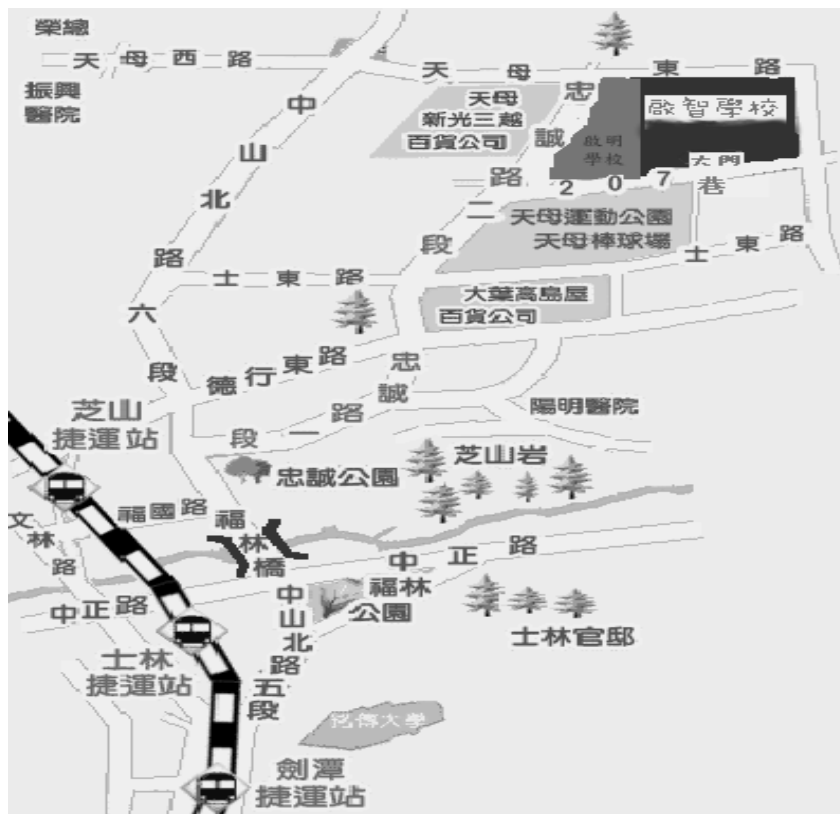 榮總
天母西路
天母東路
振興
醫院
中山北路六段
天母
新光三越
百貨公司
忠誠路二段
啟明
學校
啟智學校
大門
207巷
天母運動公園
天母棒球場
士東路
士東路
大葉高島屋
百貨公司
德行東路
忠誠路一段
陽明醫院
芝山
捷運站
忠誠公園
芝山岩
福國路
文林路
福林橋
中正路
中正路
福林
公園
中山北路五段
士林官邸
士林
捷運站
銘傳大學
劍潭
捷運站